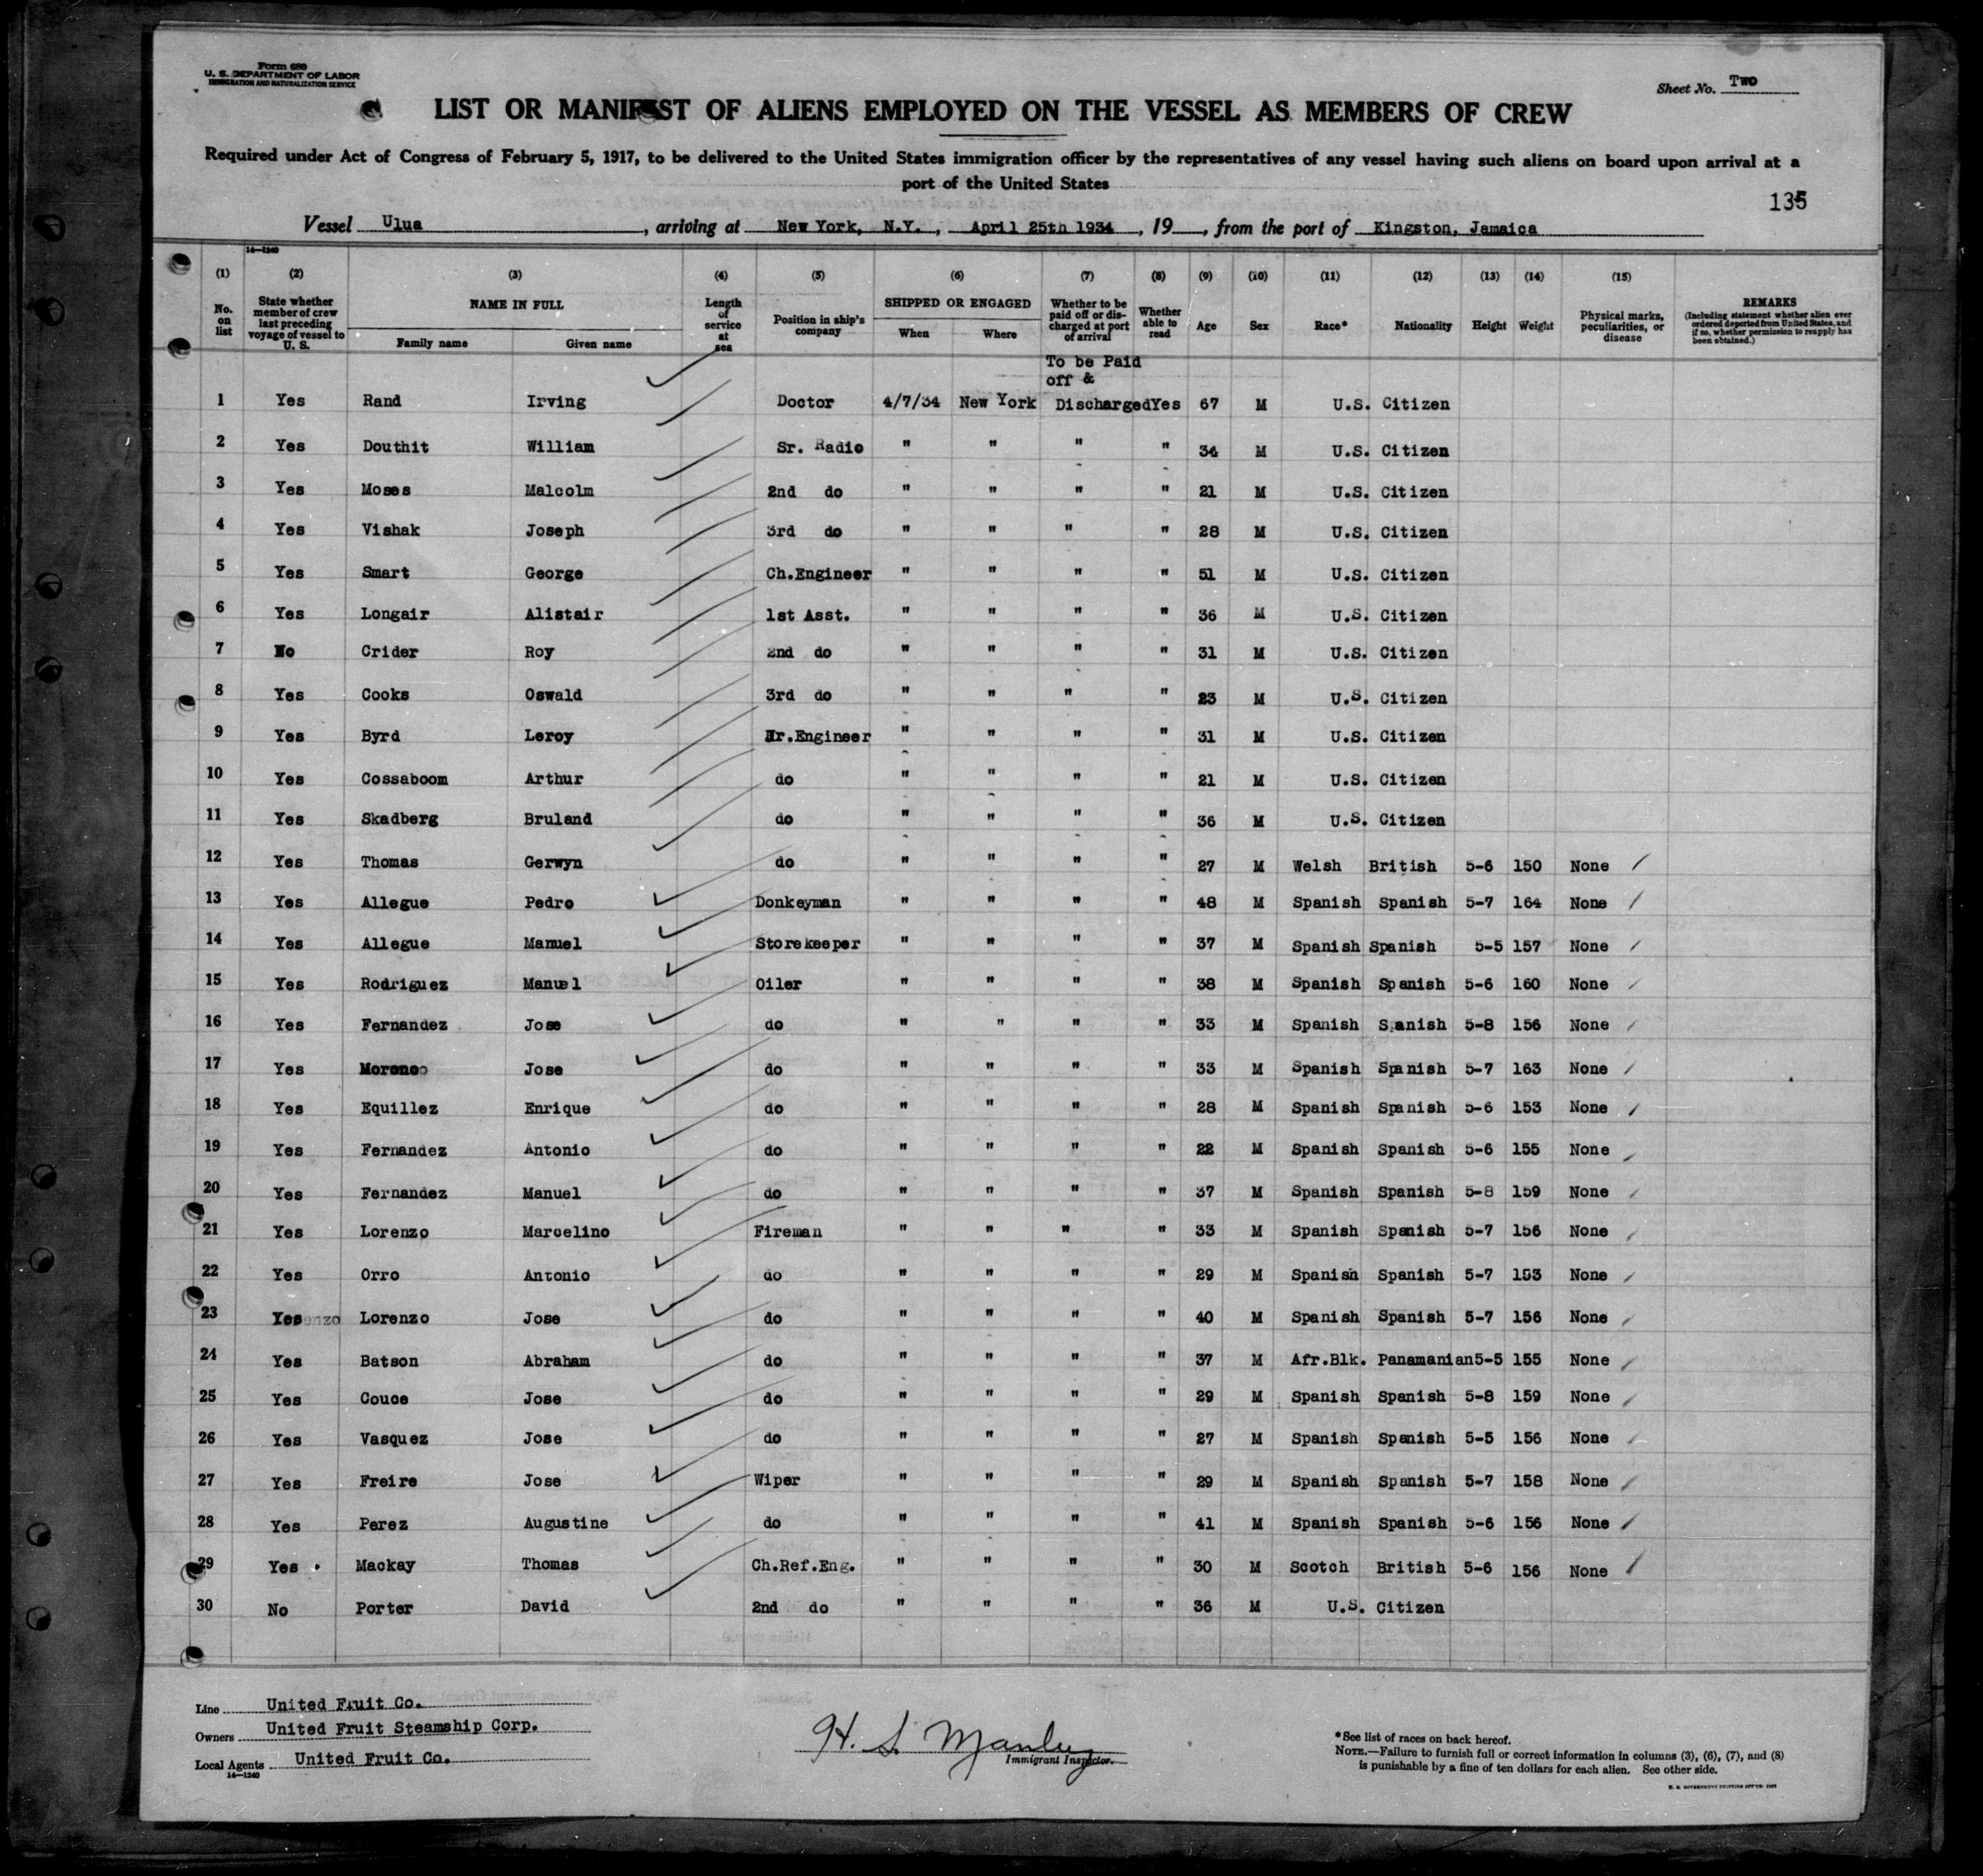 Form 680
U. S. DEPARTMENT OF LABOR
IMMIGRATION AND NATURALIZATION SERVICE
Sheet No. Two
LIST OR MANIFEST OF ALIENS EMPLOYED ON THE VESSEL AS MEMBERS OF CREW
Required under Act of Congress of February 5, 1917, to be delivered to the United States immigration officer by the representatives of any vessel having such aliens on board upon arrival at a
port of the United States
135
Vessel Ulua, arriving at New York, N.Y., April 25th 1934, 19, from the port of Kingston, Jamaica
14—1240
(1) (2) (3) (4) (5) (6) (7) (8) (9) (10) (11) (12) (13) (14) (15)
No. on list
State whether member of crew last preceding voyage of vessel to U. S.
NAME IN FULL
Family name Given name
Length of service at sea
Position in ship's company
SHIPPED OR ENGAGED
When Where
Whether to be paid off or discharged at port of arrival
Whether able to read
Age Sex Race* Nationality Height Weight
Physical marks, peculiarities, or disease
REMARKS
(Including statement whether alien ever ordered deported from United States, and if so, whether permission to reapply has been obtained.)
To be Paid
off &
1 Yes Rand Irving Doctor 4/7/34 New York Discharged Yes 67 M U.S. Citizen
2 Yes Douthit William Sr. Radio " " " " 34 M U.S. Citizen
3 Yes Moses Malcolm 2nd do " " " " 21 M U.S. Citizen
4 Yes Vishak Joseph 3rd do " " " " 28 M U.S. Citizen
5 Yes Smart George Ch.Engineer " " " " 51 M U.S. Citizen
6 Yes Longair Alistair 1st Asst. " " " " 36 M U.S. Citizen
7 No Crider Roy 2nd do " " " " 31 M U.S. Citizen
8 Yes Cooks Oswald 3rd do " " " " 23 M U.S. Citizen
9 Yes Byrd Leroy Jr.Engineer " " " " 31 M U.S. Citizen
10 Yes Cossaboom Arthur do " " " " 21 M U.S. Citizen
11 Yes Skadberg Bruland do " " " " 36 M U.S. Citizen
12 Yes Thomas Gerwyn do " " " " 27 M Welsh British 5-6 150 None
13 Yes Allegue Pedro Donkeyman " " " " 48 M Spanish Spanish 5-7 164 None
14 Yes Allegue Manuel Storekeeper " " " " 37 M Spanish Spanish 5-5 157 None
15 Yes Rodriguez Manuel Oiler " " " " 38 M Spanish Spanish 5-6 160 None
16 Yes Fernandez Jose do " " " " 33 M Spanish Spanish 5-8 156 None
17 Yes Moreno Jose do " " " " 33 M Spanish Spanish 5-7 163 None
18 Yes Equillez Enrique do " " " " 28 M Spanish Spanish 5-6 153 None
19 Yes Fernandez Antonio do " " " " 22 M Spanish Spanish 5-6 155 None
20 Yes Fernandez Manuel do " " " " 37 M Spanish Spanish 5-8 159 None
21 Yes Lorenzo Marcelino Fireman " " " " 33 M Spanish Spanish 5-7 156 None
22 Yes Orro Antonio do " " " " 29 M Spanish Spanish 5-7 153 None
23 Yes Lorenzo Jose do " " " " 40 M Spanish Spanish 5-7 156 None
24 Yes Batson Abraham do " " " " 37 M Afr.Blk. Panamanian 5-5 155 None
25 Yes Couce Jose do " " " " 29 M Spanish Spanish 5-8 159 None
26 Yes Vasquez Jose do " " " " 27 M Spanish Spanish 5-5 156 None
27 Yes Freire Jose Wiper " " " " 29 M Spanish Spanish 5-7 158 None
28 Yes Perez Augustine do " " " " 41 M Spanish Spanish 5-6 156 None
29 Yes Mackay Thomas Ch.Ref.Eng. " " " " 30 M Scotch British 5-6 156 None
30 No Porter David 2nd do " " " " 36 M U.S. Citizen
Line United Fruit Co.
Owners United Fruit Steamship Corp.
Local Agents United Fruit Co.
14—1240
H. S. Manley
Immigrant Inspector.
*See list of races on back hereof.
NOTE.—Failure to furnish full or correct information in columns (3), (6), (7), and (8)
is punishable by a fine of ten dollars for each alien. See other side.